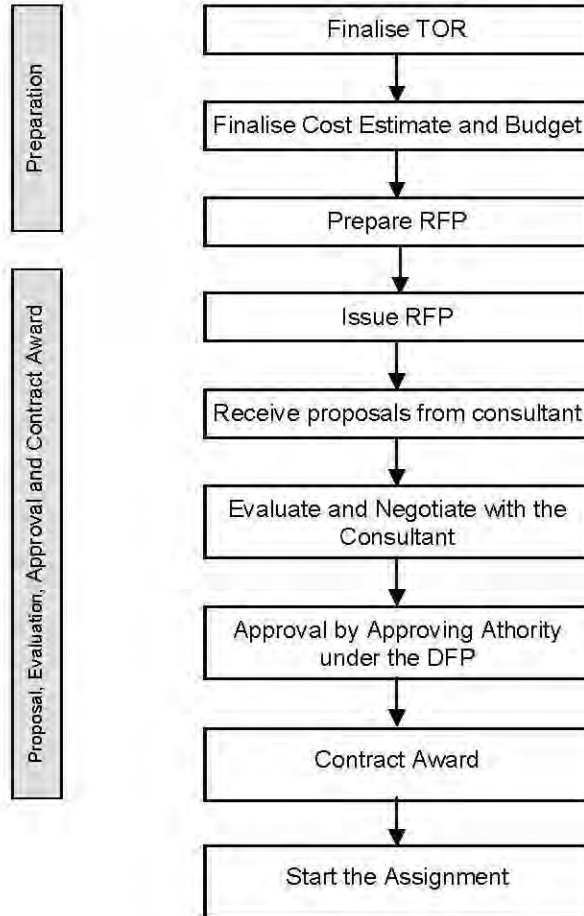 Preparation
Finalise TOR
Finalise Cost Estimate and Budget
Prepare RFP
Proposal, Evaluation, Approval and Contract Award
Issue RFP
Receive proposals from consultant
Evaluate and Negotiate with the
Consultant
Approval by Approving Athority
under the DFP
Contract Award
Start the Assignment